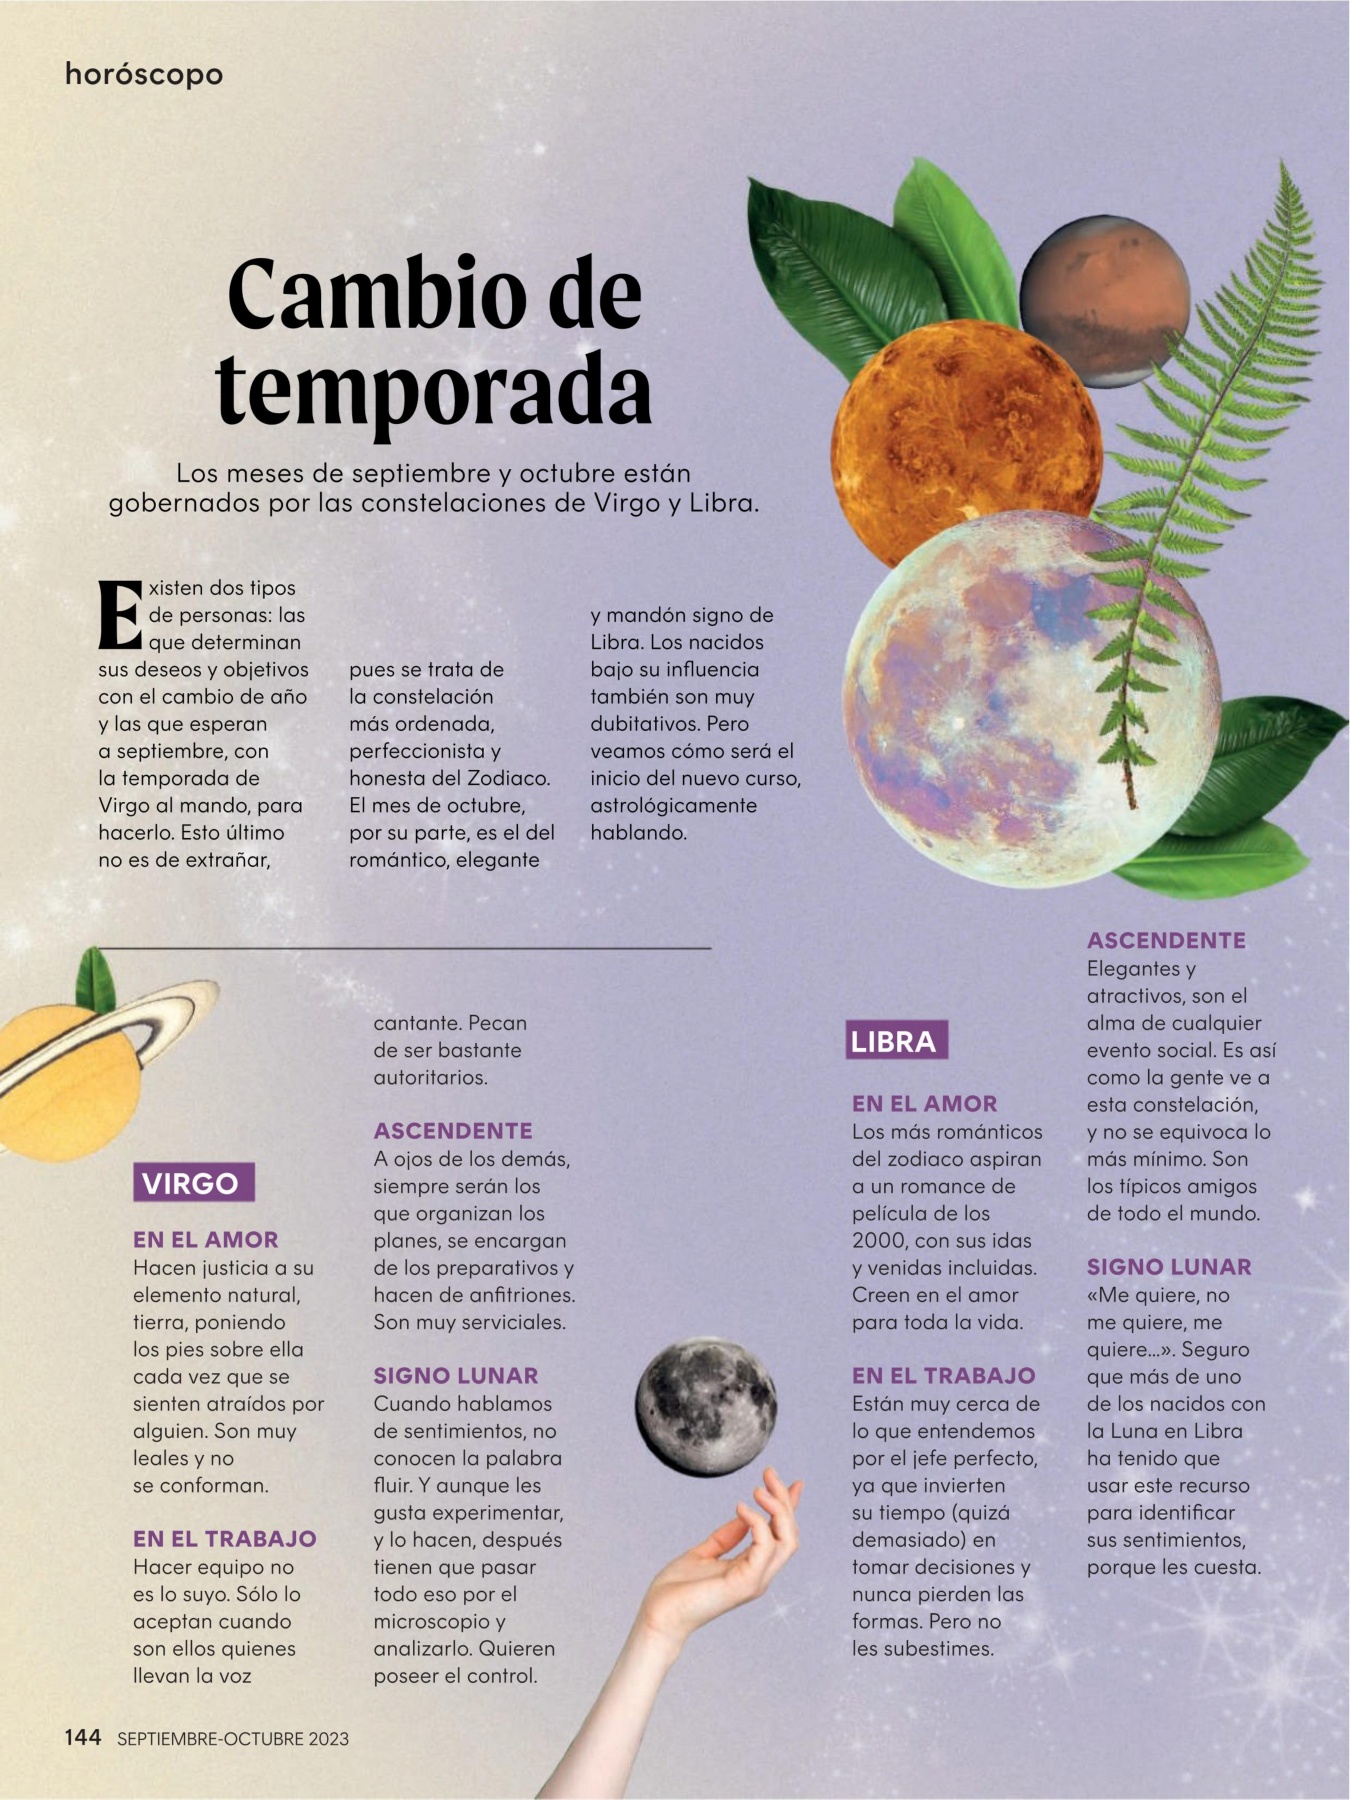 horóscopo
Cambio de
temporada
Los meses de septiembre y octubre están
gobernados por las constelaciones de Virgo y Libra.
Existen dos tipos
de personas: las
que determinan
sus deseos y objetivos
con el cambio de año
y las que esperan
a septiembre, con
la temporada de
Virgo al mando, para
hacerlo. Esto último
no es de extrañar,
pues se trata de
la constelación
más ordenada,
perfeccionista y
honesta del Zodiaco.
El mes de octubre,
por su parte, es el del
romántico, elegante
y mandón signo de
Libra. Los nacidos
bajo su influencia
también son muy
dubitativos. Pero
veamos cómo será el
inicio del nuevo curso,
astrológicamente
hablando.
VIRGO
EN EL AMOR
Hacen justicia a su
elemento natural,
tierra, poniendo
los pies sobre ella
cada vez que se
sienten atraídos por
alguien. Son muy
leales y no
se conforman.
EN EL TRABAJO
Hacer equipo no
es lo suyo. Sólo lo
aceptan cuando
son ellos quienes
llevan la voz
cantante. Pecan
de ser bastante
autoritarios.
ASCENDENTE
A ojos de los demás,
siempre serán los
que organizan los
planes, se encargan
de los preparativos y
hacen de anfitriones.
Son muy serviciales.
SIGNO LUNAR
Cuando hablamos
de sentimientos, no
conocen la palabra
fluir. Y aunque les
gusta experimentar,
y lo hacen, después
tienen que pasar
todo eso por el
microscopio y
analizarlo. Quieren
poseer el control.
LIBRA
EN EL AMOR
Los más románticos
del zodiaco aspiran
a un romance de
película de los
2000, con sus idas
y venidas incluidas.
Creen en el amor
para toda la vida.
EN EL TRABAJO
Están muy cerca de
lo que entendemos
por el jefe perfecto,
ya que invierten
su tiempo (quizá
demasiado) en
tomar decisiones y
nunca pierden las
formas. Pero no
les subestimes.
ASCENDENTE
Elegantes y
atractivos, son el
alma de cualquier
evento social. Es así
como la gente ve a
esta constelación,
y no se equivoca lo
más mínimo. Son
los típicos amigos
de todo el mundo.
SIGNO LUNAR
«Me quiere, no
me quiere, me
quiere...». Seguro
que más de uno
de los nacidos con
la Luna en Libra
ha tenido que
usar este recurso
para identificar
sus sentimientos,
porque les cuesta.
144 SEPTIEMBRE-OCTUBRE 2023